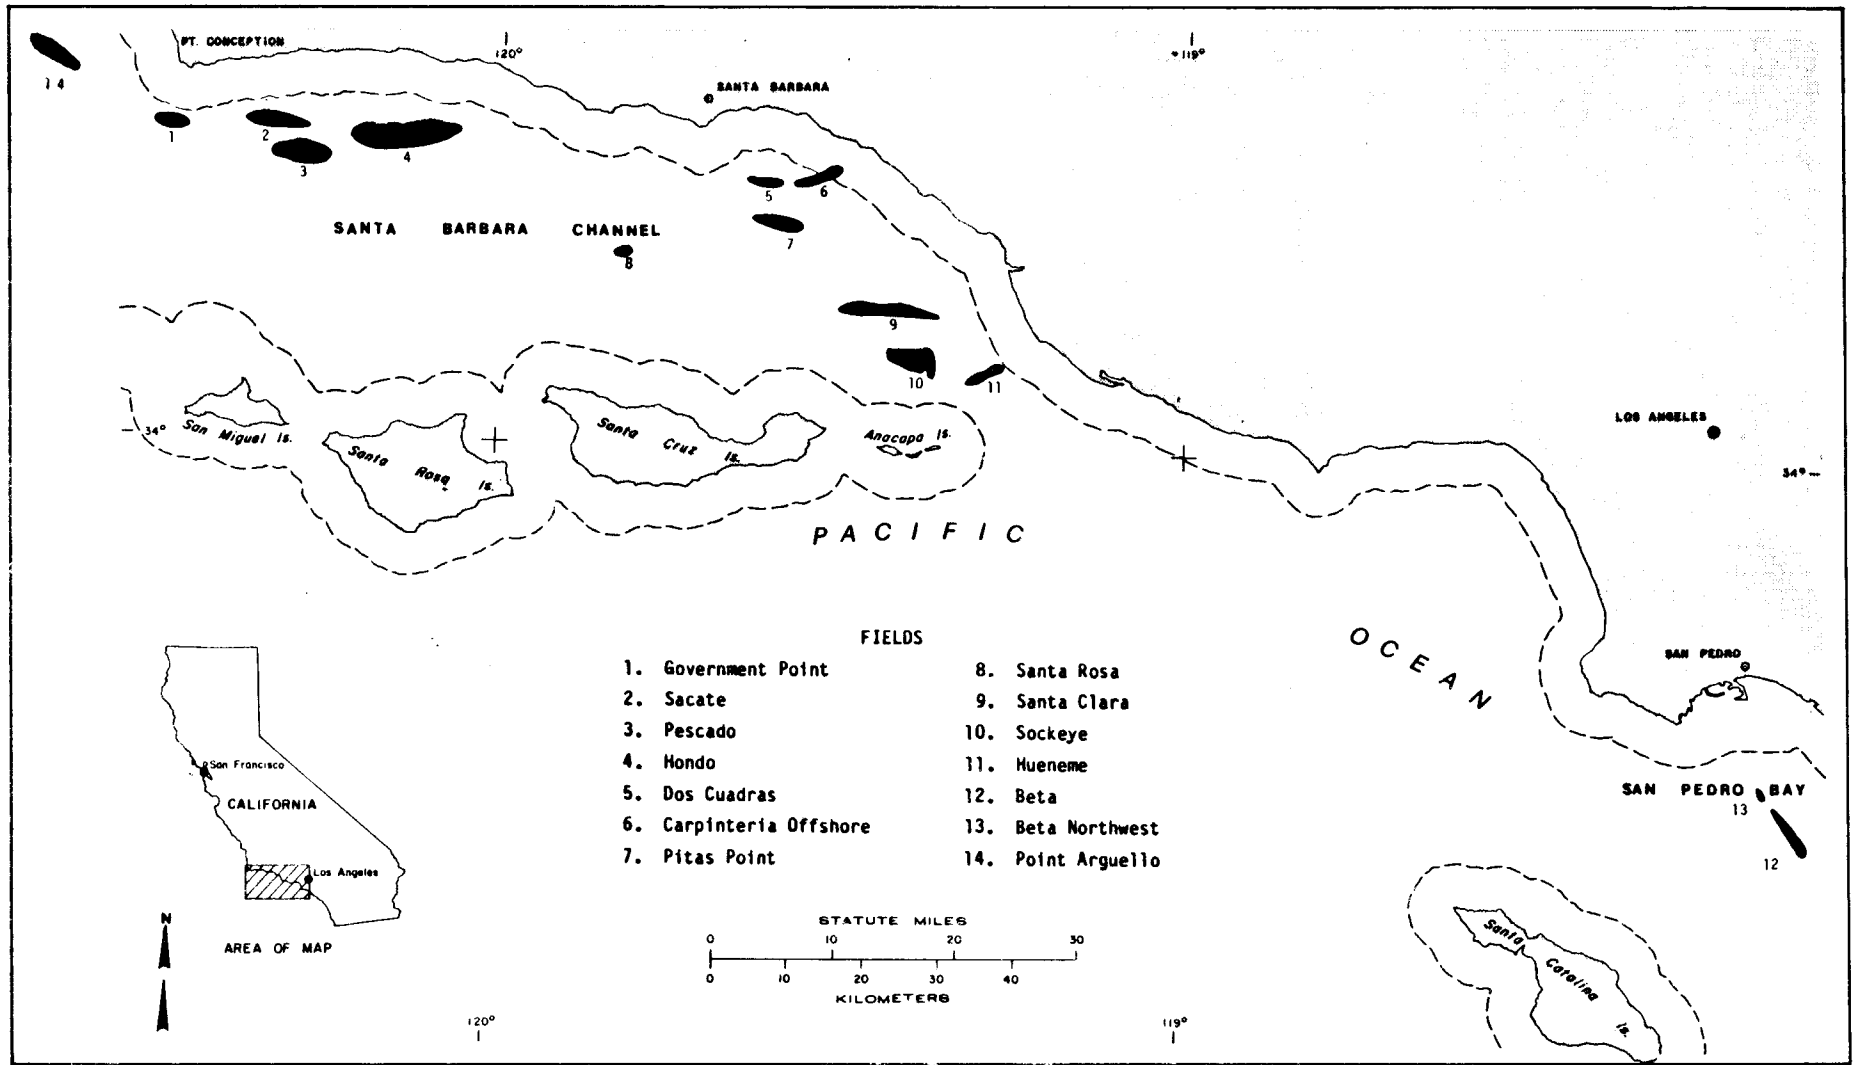 PT. CONCEPTION
120°
119°
14
SANTA BARBARA
1
2
3
4
5
6
SANTA BARBARA CHANNEL
7
8
9
10
11
34°
San Miguel Is.
Santa Rosa Is.
Santa Cruz Is.
Anacapa Is.
LOS ANGELES
34°
PACIFIC
OCEAN
SAN PEDRO
SAN PEDRO BAY
13
12
Santa Catalina Is.
FIELDS
1. Government Point
2. Sacate
3. Pescado
4. Hondo
5. Dos Cuadras
6. Carpinteria Offshore
7. Pitas Point
8. Santa Rosa
9. Santa Clara
10. Sockeye
11. Hueneme
12. Beta
13. Beta Northwest
14. Point Arguello
San Francisco
CALIFORNIA
Los Angeles
N
AREA OF MAP
STATUTE MILES
0 10 20 30
0 10 20 30 40
KILOMETERS
120°
119°